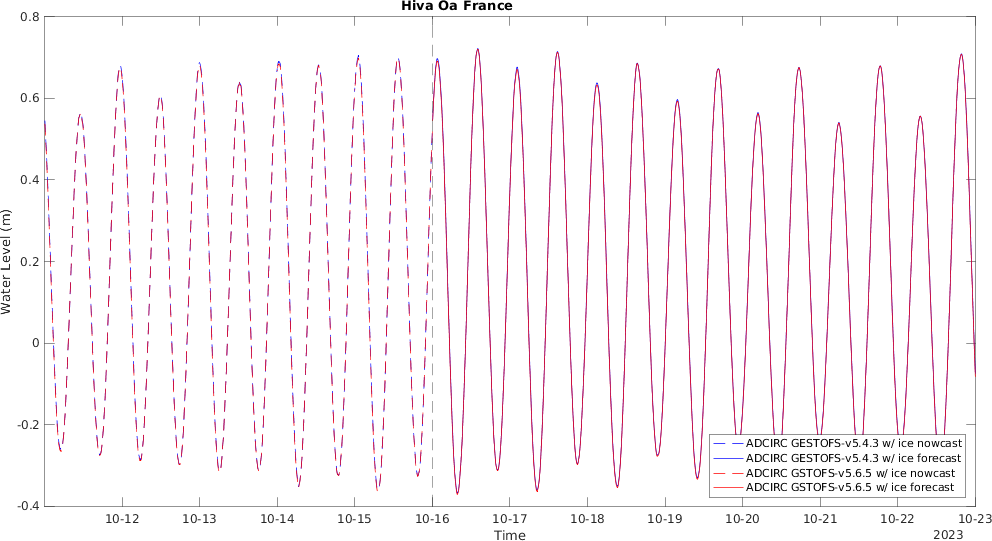 Hiva Oa France
0.8
0.6
0.4
0.2
0
-0.2
-0.4
Water Level (m)
10-12 10-13 10-14 10-15 10-16 10-17 10-18 10-19 10-20 10-21 10-22 10-23
Time
2023
ADCIRC GESTOFS-v5.4.3 w/ ice nowcast
ADCIRC GESTOFS-v5.4.3 w/ ice forecast
ADCIRC GSTOFS-v5.6.5 w/ ice nowcast
ADCIRC GSTOFS-v5.6.5 w/ ice forecast